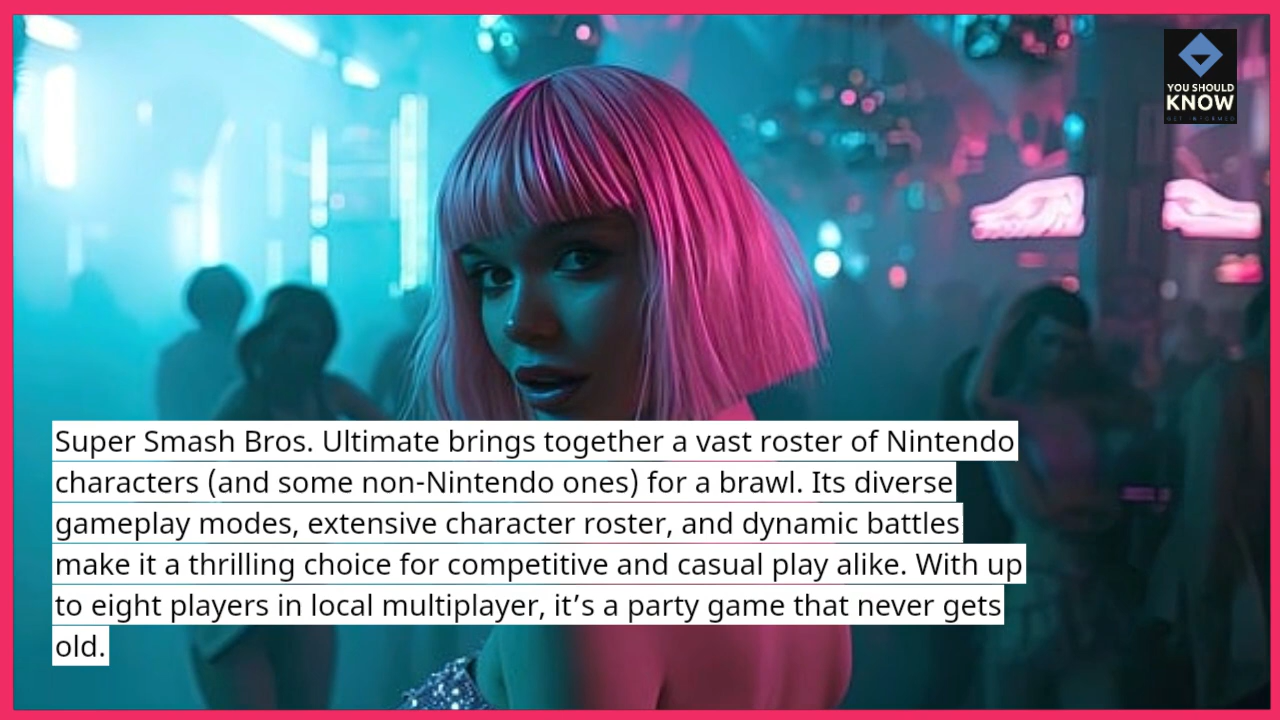 YOU SHOULD
KNOW
GET INFORMED
Super Smash Bros. Ultimate brings together a vast roster of Nintendo
characters (and some non-Nintendo ones) for a brawl. Its diverse
gameplay modes, extensive character roster, and dynamic battles
make it a thrilling choice for competitive and casual play alike. With up
to eight players in local multiplayer, it’s a party game that never gets
old.